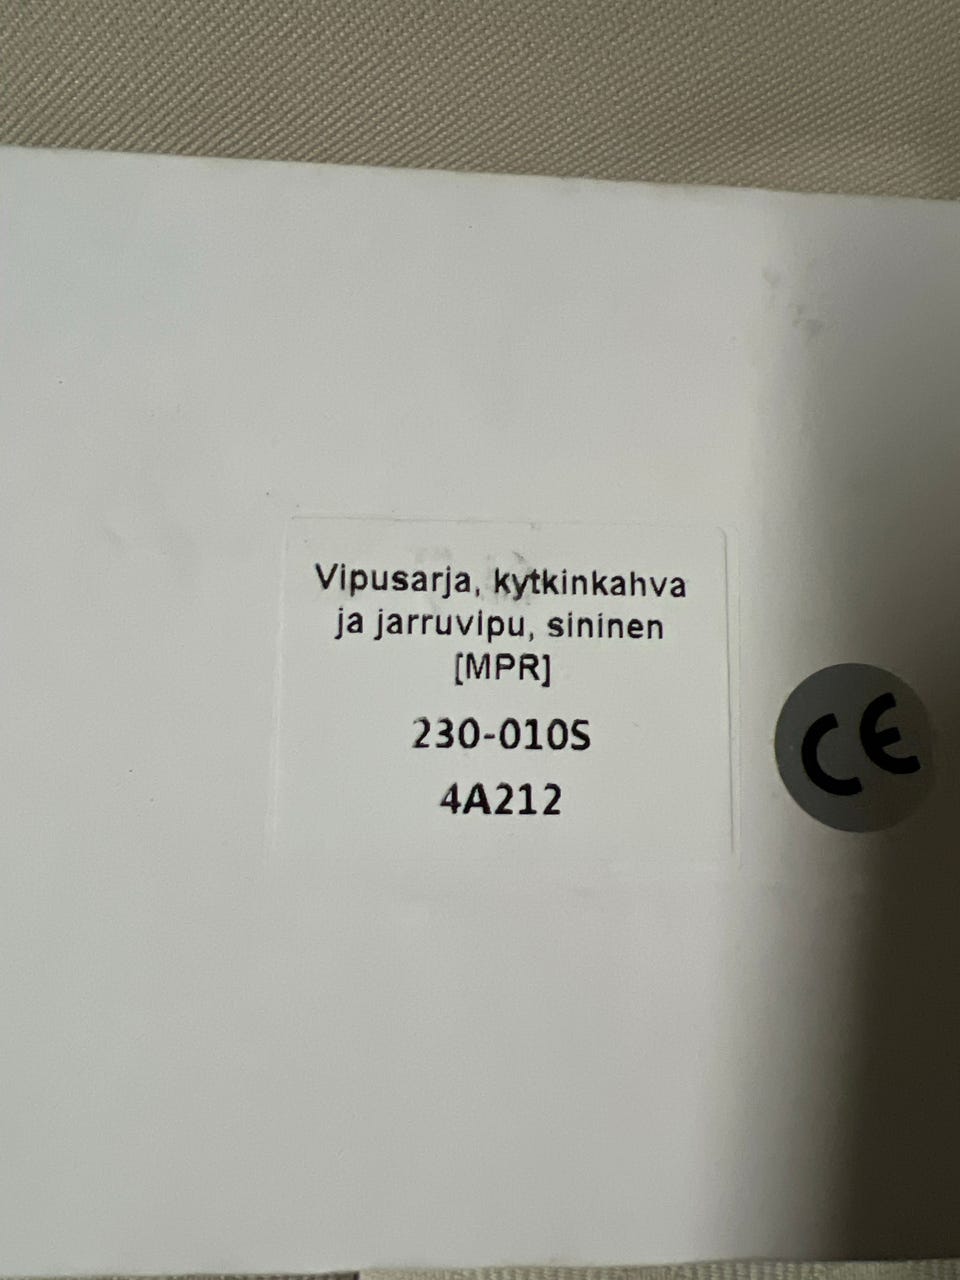 Vipusarja, kytkinkahva
ja jarruvipu, sininen
[MPR]
230-010S
4A212
CE